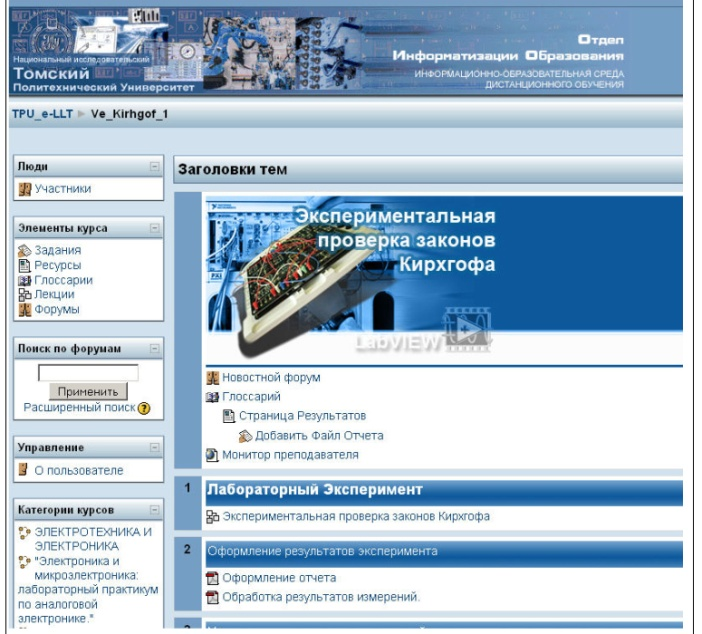 Национальный исследовательский
Томский
Политехнический Университет
Отдел
Информатизации Образования
ИНФОРМАЦИОННО-ОБРАЗОВАТЕЛЬНАЯ СРЕДА
ДИСТАНЦИОННОГО ОБУЧЕНИЯ
TPU_e-LLT ► Ve_Kirhgof_1
Люди
Участники
Элементы курса
Задания
Ресурсы
Глоссарии
Лекции
Форумы
Поиск по форумам
Применить
Расширенный поиск ?
Управление
О пользователе
Категории курсов
ЭЛЕКТРОТЕХНИКА И
ЭЛЕКТРОНИКА
"Электроника и
микроэлектроника:
лабораторный практикум
по аналоговой
электронике."
Заголовки тем
Экспериментальная
проверка законов
Кирхгофа
LabVIEW
Новостной форум
Глоссарий
Страница Результатов
Добавить Файл Отчета
Монитор преподавателя
1 Лабораторный Эксперимент
Экспериментальная проверка законов Кирхгофа
2 Оформление результатов эксперимента
Оформление отчета
Обработка результатов измерений.